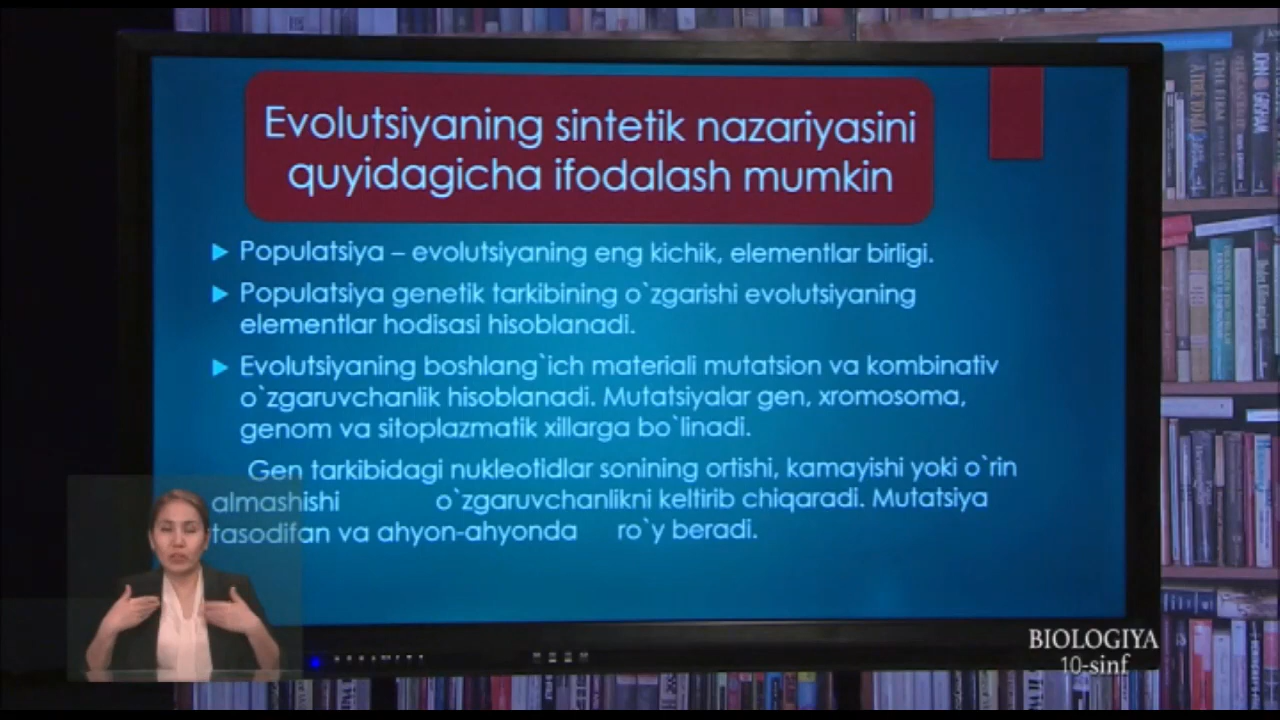 Evolutsiyaning sintetik nazariyasini
quyidagicha ifodalash mumkin
Populatsiya – evolutsiyaning eng kichik, elementlar birligi.
Populatsiya genetik tarkibining o`zgarishi evolutsiyaning
elementlar hodisasi hisoblanadi.
Evolutsiyaning boshlang`ich materiali mutatsion va kombinativ
o`zgaruvchanlik hisoblanadi. Mutatsiyalar gen, xromosoma,
genom va sitoplazmatik xillarga bo`linadi.
Gen tarkibidagi nukleotidlar sonining ortishi, kamayishi yoki o`rin
almashishi o`zgaruvchanlikni keltirib chiqaradi. Mutatsiya
tasodifan va ahyon-ahyonda ro`y beradi.
BIOLOGIYA
10-sinf
JOHN GRISHAM